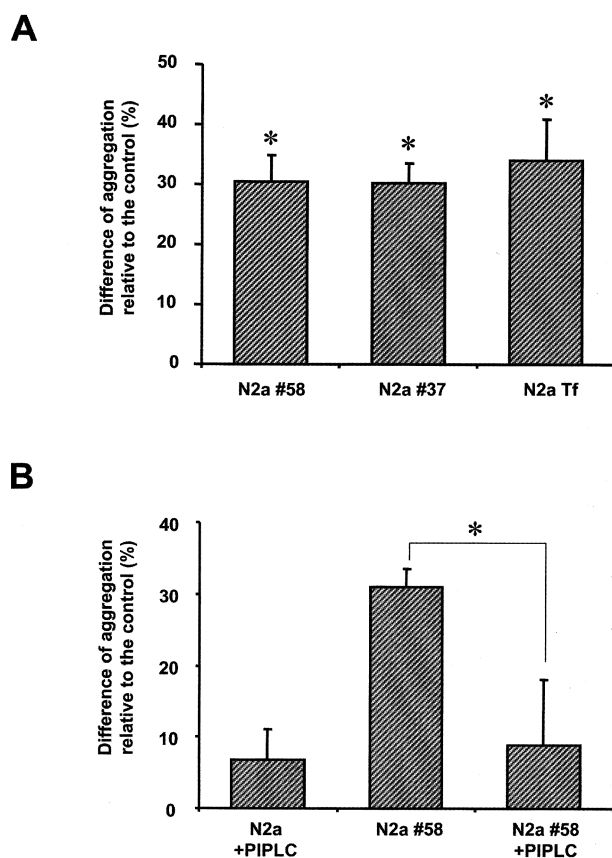 A
Difference of aggregation
relative to the control (%)
50
40
30
20
10
0
*
*
*
N2a #58
N2a #37
N2a Tf
B
Difference of aggregation
relative to the control (%)
40
30
20
10
0
*
N2a
+PIPLC
N2a #58
N2a #58
+PIPLC